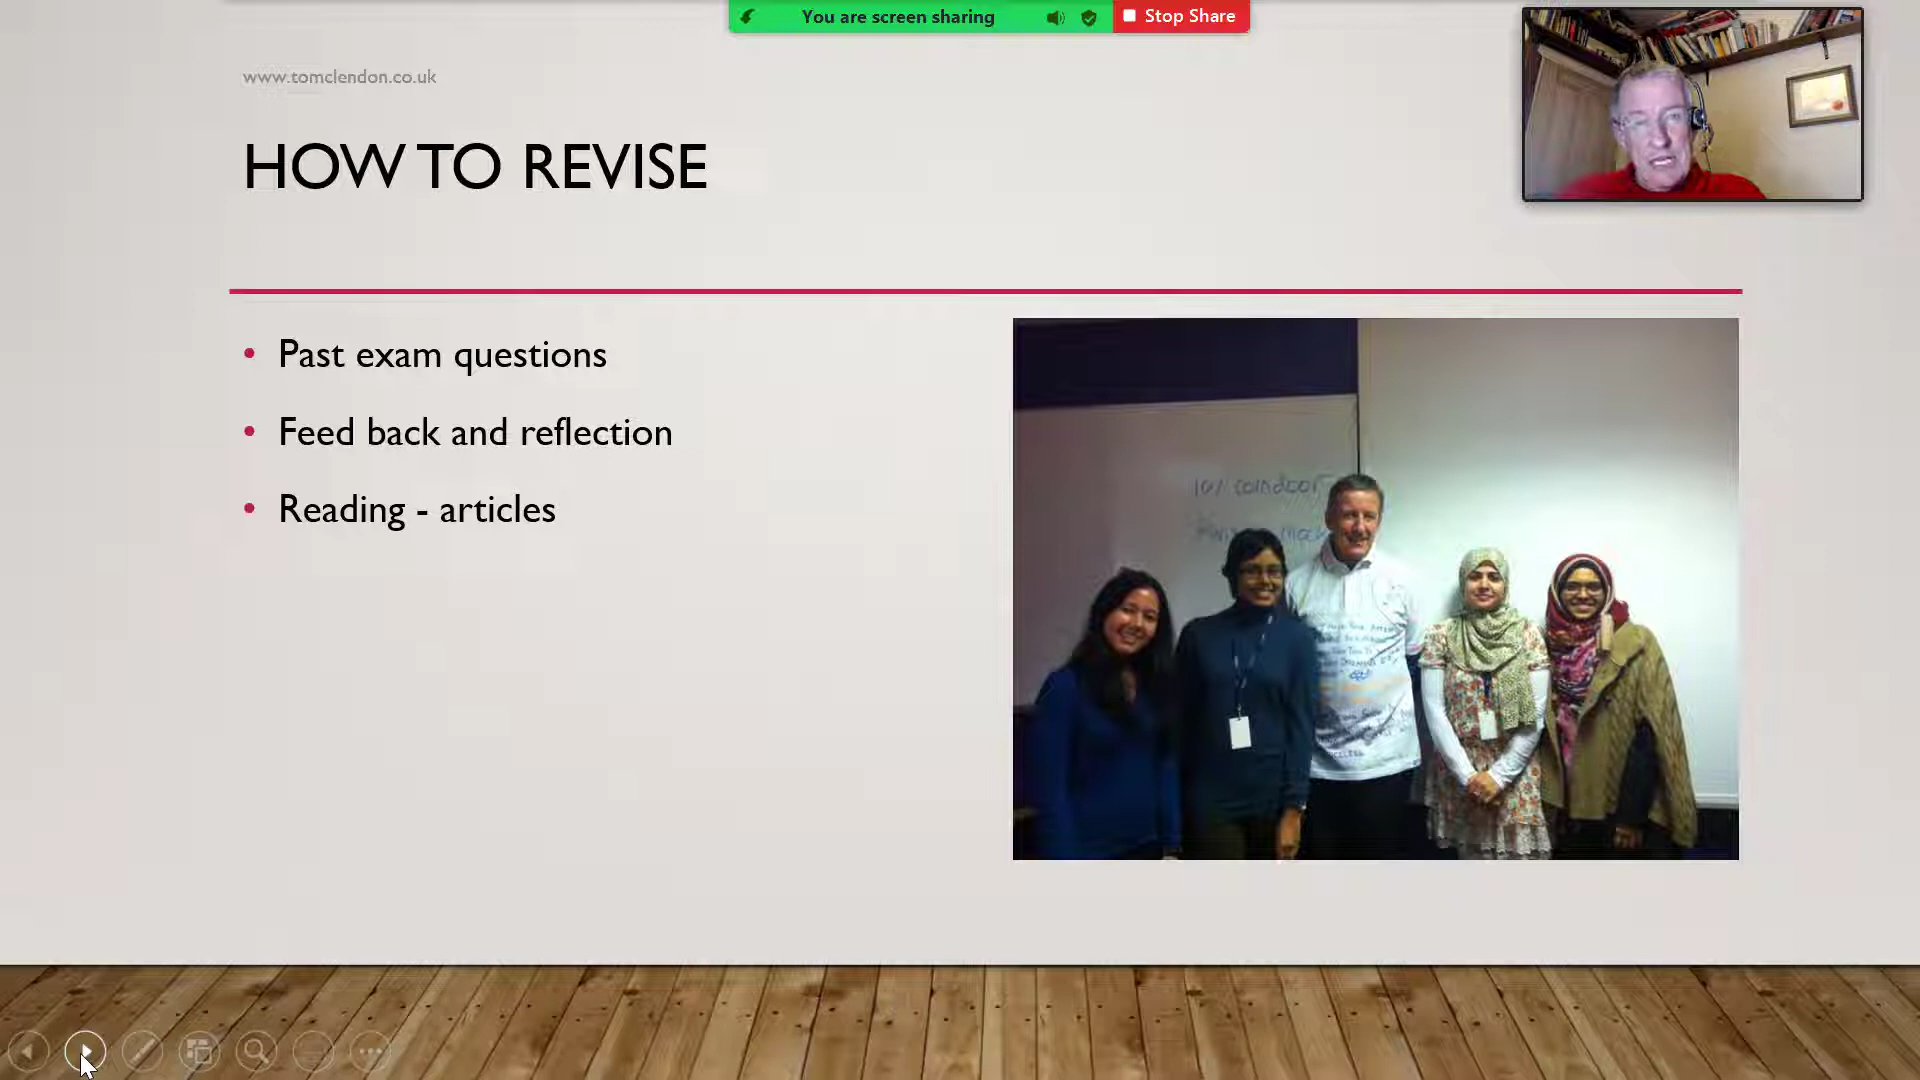 You are screen sharing
Stop Share
www.tomclendon.co.uk
HOW TO REVISE
• Past exam questions
• Feed back and reflection
• Reading - articles